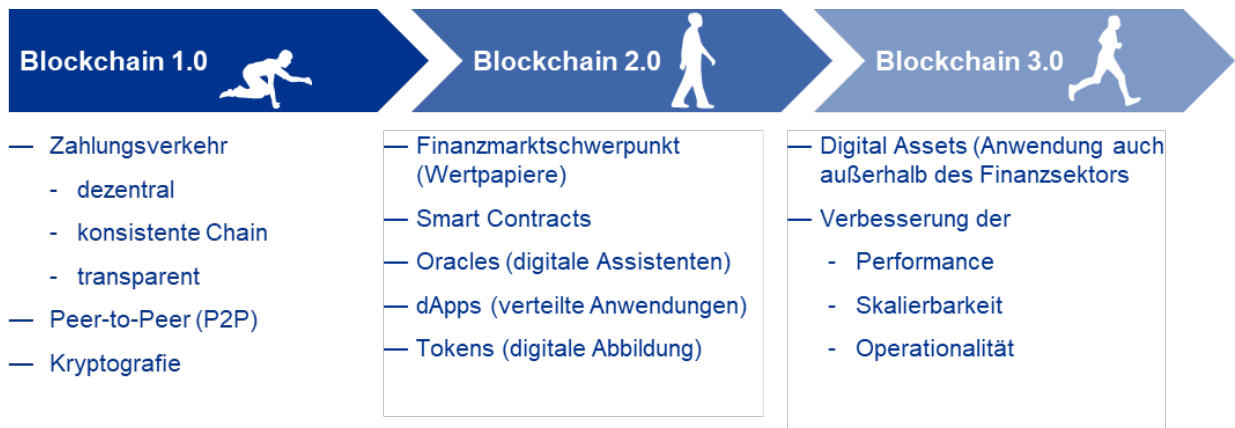 Blockchain 1.0
Blockchain 2.0
Blockchain 3.0
— Zahlungsverkehr
- dezentral
- konsistente Chain
- transparent
— Peer-to-Peer (P2P)
— Kryptografie
— Finanzmarktschwerpunkt
(Wertpapiere)
— Smart Contracts
— Oracles (digitale Assistenten)
— dApps (verteilte Anwendungen)
— Tokens (digitale Abbildung)
— Digital Assets (Anwendung auch
außerhalb des Finanzsektors
— Verbesserung der
- Performance
- Skalierbarkeit
- Operationalität